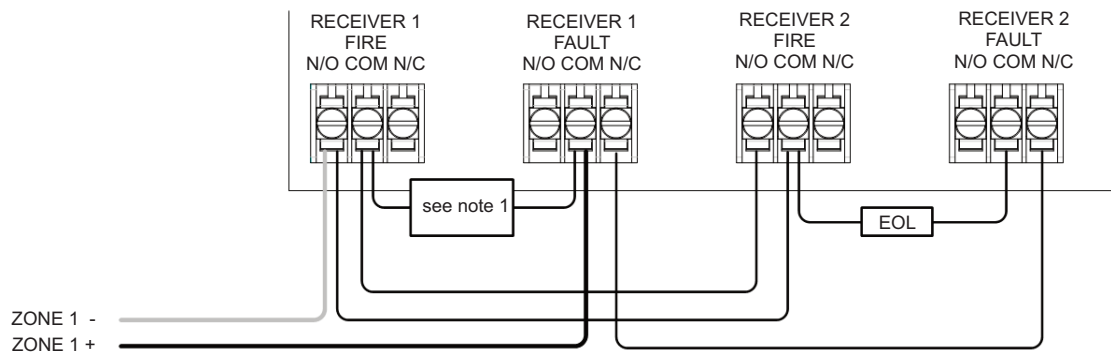 RECEIVER 1
FIRE
N/O COM N/C
RECEIVER 1
FAULT
N/O COM N/C
RECEIVER 2
FIRE
N/O COM N/C
RECEIVER 2
FAULT
N/O COM N/C
see note 1
EOL
ZONE 1 -
ZONE 1 +